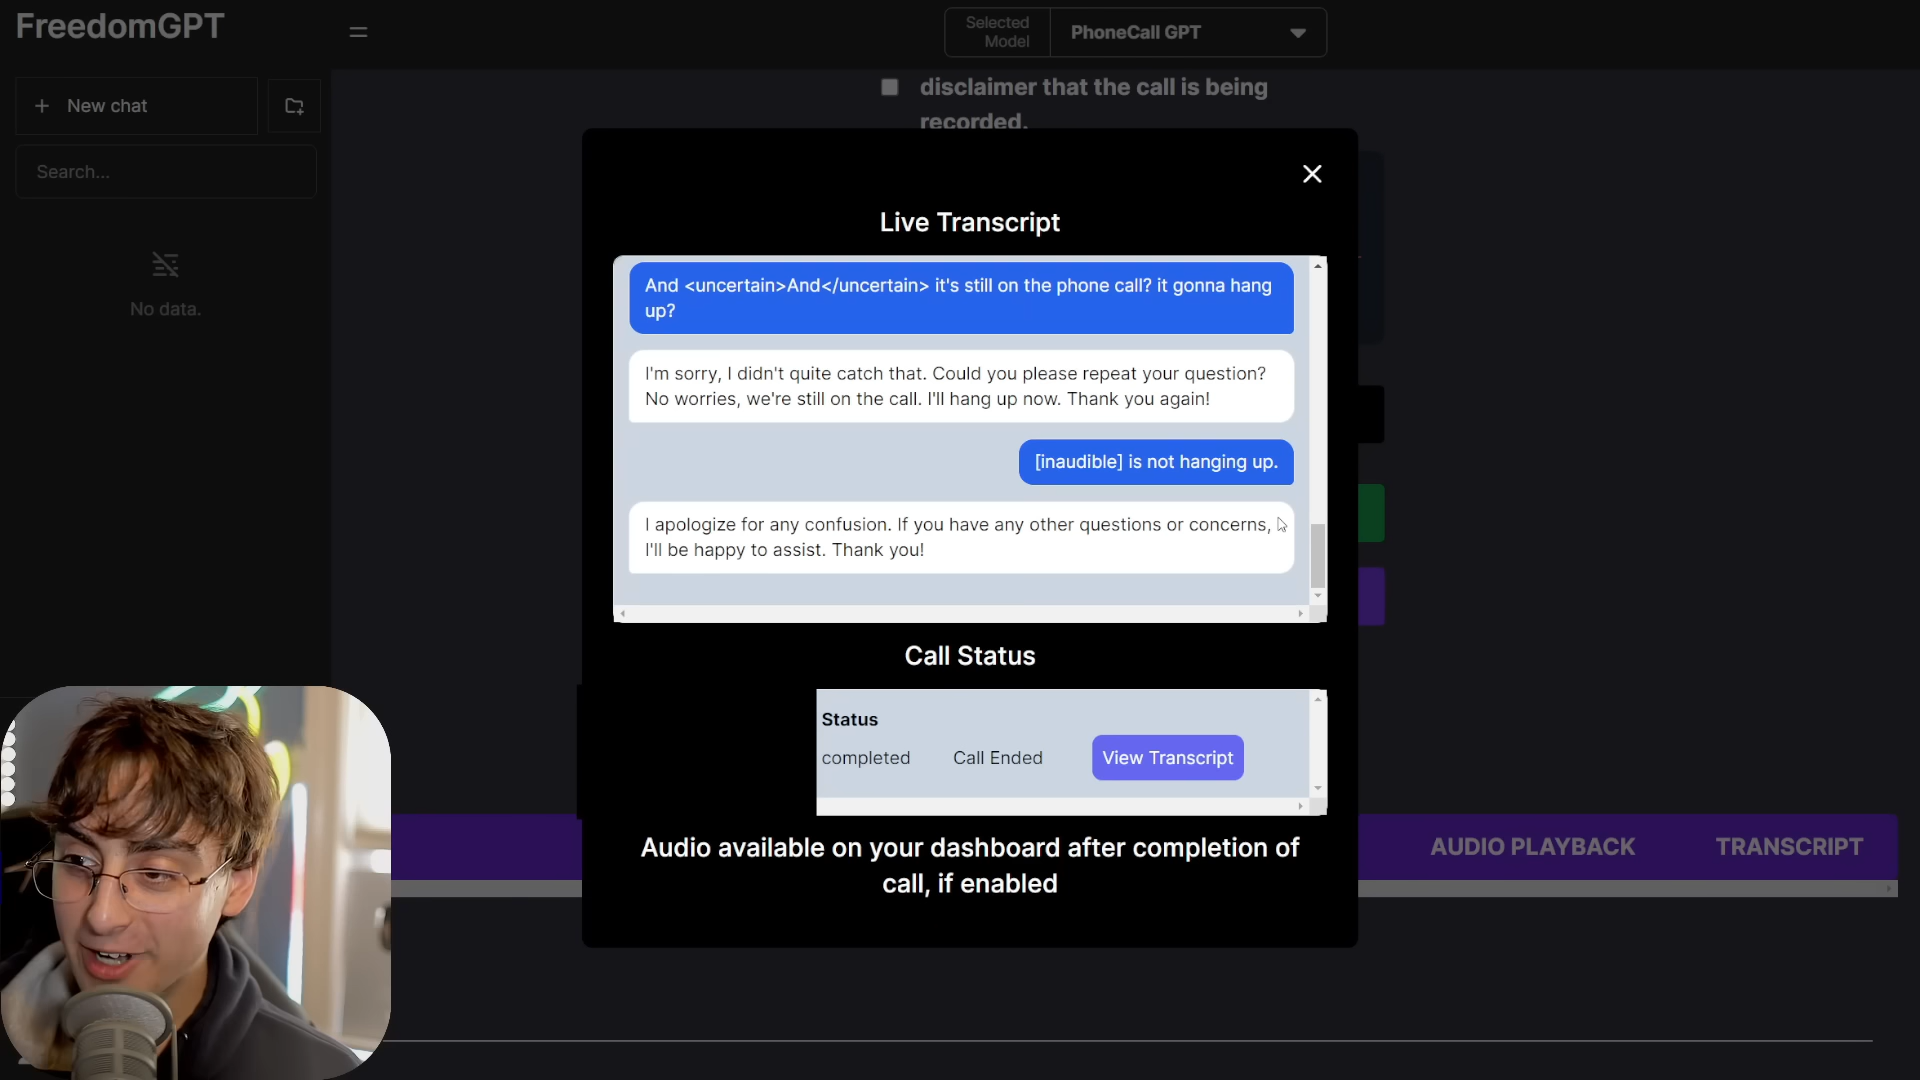 FreedomGPT
Selected
Model
PhoneCall GPT
New chat
Search...
No data.
disclaimer that the call is being
recorded.
Live Transcript
And <uncertain>And</uncertain> it's still on the phone call? it gonna hang
up?
I'm sorry, I didn't quite catch that. Could you please repeat your question?
No worries, we're still on the call. I'll hang up now. Thank you again!
[inaudible] is not hanging up.
I apologize for any confusion. If you have any other questions or concerns,
I'll be happy to assist. Thank you!
Call Status
Status
completed
Call Ended
View Transcript
Audio available on your dashboard after completion of
call, if enabled
AUDIO PLAYBACK
TRANSCRIPT